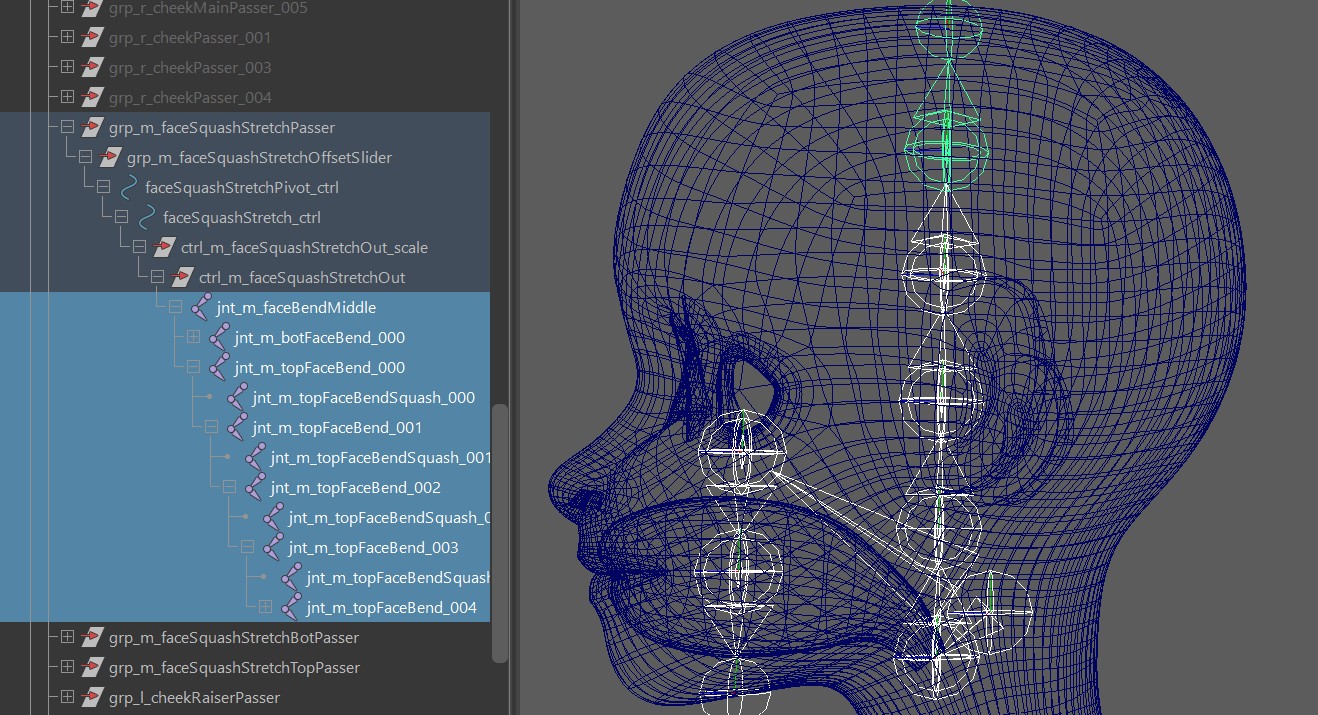 grp_r_cheekMainPasser_005
grp_r_cheekPasser_001
grp_r_cheekPasser_003
grp_r_cheekPasser_004
grp_m_faceSquashStretchPasser
grp_m_faceSquashStretchOffsetSlider
faceSquashStretchPivot_ctrl
faceSquashStretch_ctrl
ctrl_m_faceSquashStretchOut_scale
ctrl_m_faceSquashStretchOut
jnt_m_faceBendMiddle
jnt_m_botFaceBend_000
jnt_m_topFaceBend_000
jnt_m_topFaceBendSquash_000
jnt_m_topFaceBend_001
jnt_m_topFaceBendSquash_001
jnt_m_topFaceBend_002
jnt_m_topFaceBendSquash_0
jnt_m_topFaceBend_003
jnt_m_topFaceBendSquash
jnt_m_topFaceBend_004
grp_m_faceSquashStretchBotPasser
grp_m_faceSquashStretchTopPasser
grp_l_cheekRaiserPasser